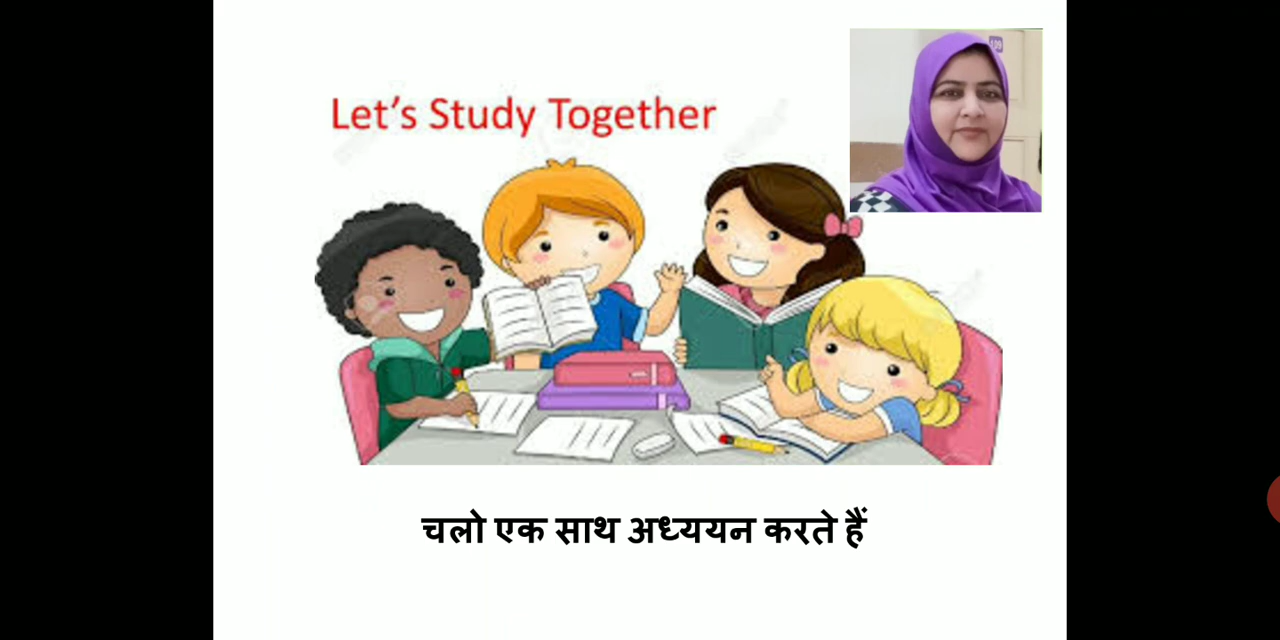 Let's Study Together
चलो एक साथ अध्ययन करते हैं